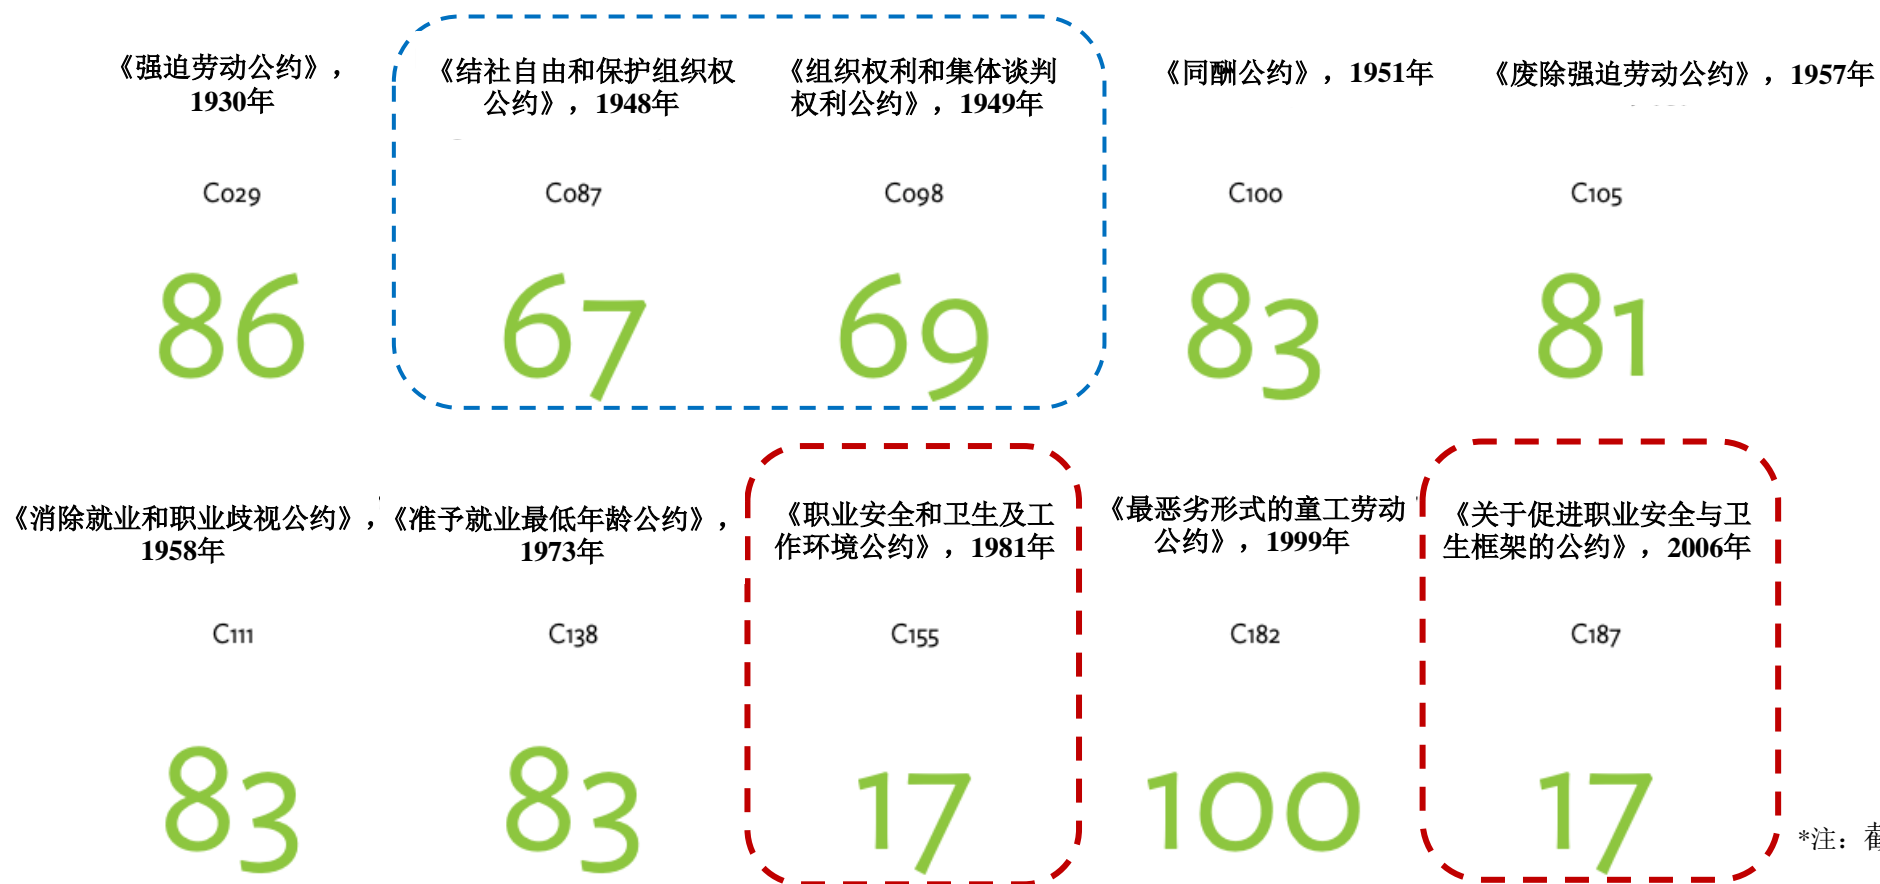 《强迫劳动公约》，
1930年
《结社自由和保护组织权
公约》，1948年
《组织权利和集体谈判
权利公约》，1949年
《同酬公约》，1951年
《废除强迫劳动公约》，1957年
C029
C087
C098
C100
C105
86
67
69
83
81
《消除就业和职业歧视公约》，
1958年
《准予就业最低年龄公约》，
1973年
《职业安全和卫生及工
作环境公约》，1981年
《最恶劣形式的童工劳动
公约》，1999年
《关于促进职业安全与卫
生框架的公约》，2006年
C111
C138
C155
C182
C187
83
83
17
100
17
*注：